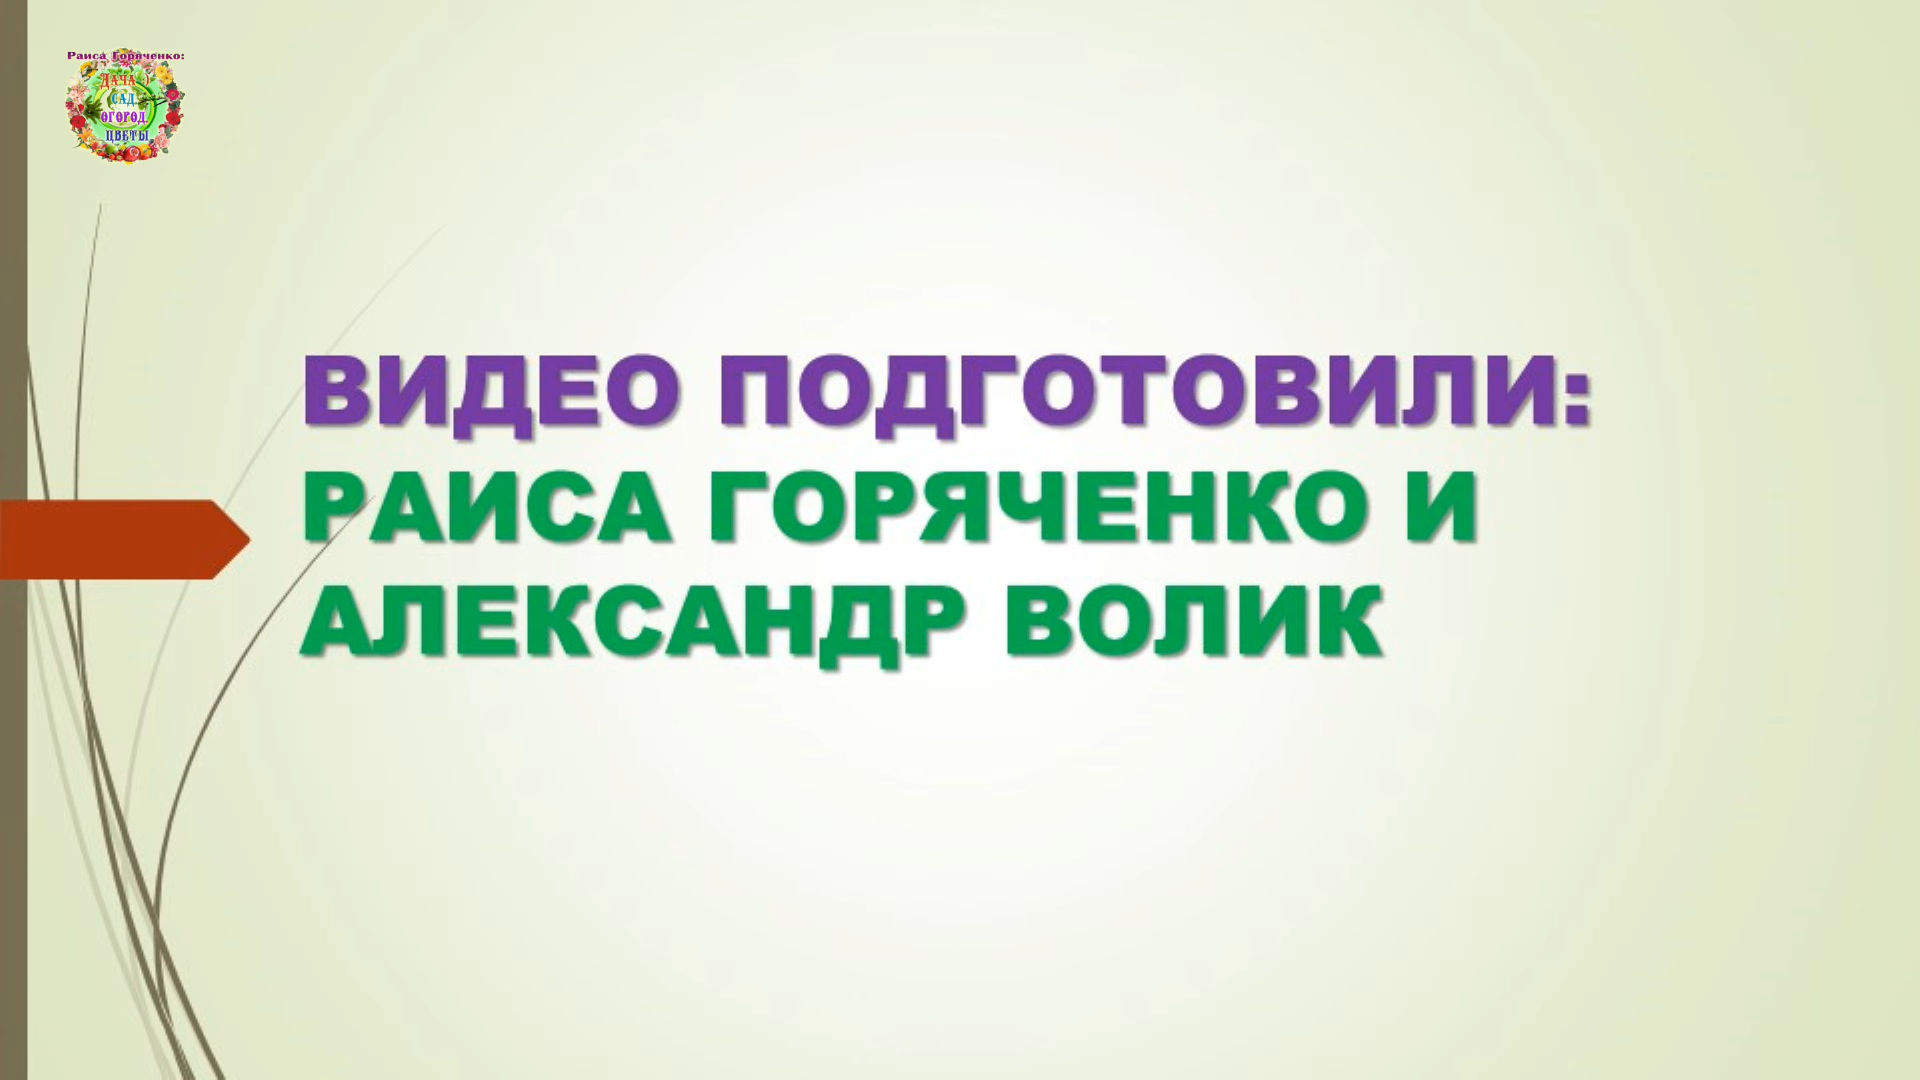 Раиса Горяченко:
ДАЧА
САД,
ОГОРОД,
ЦВЕТЫ
ВИДЕО ПОДГОТОВИЛИ:
РАИСА ГОРЯЧЕНКО И
АЛЕКСАНДР ВОЛИК